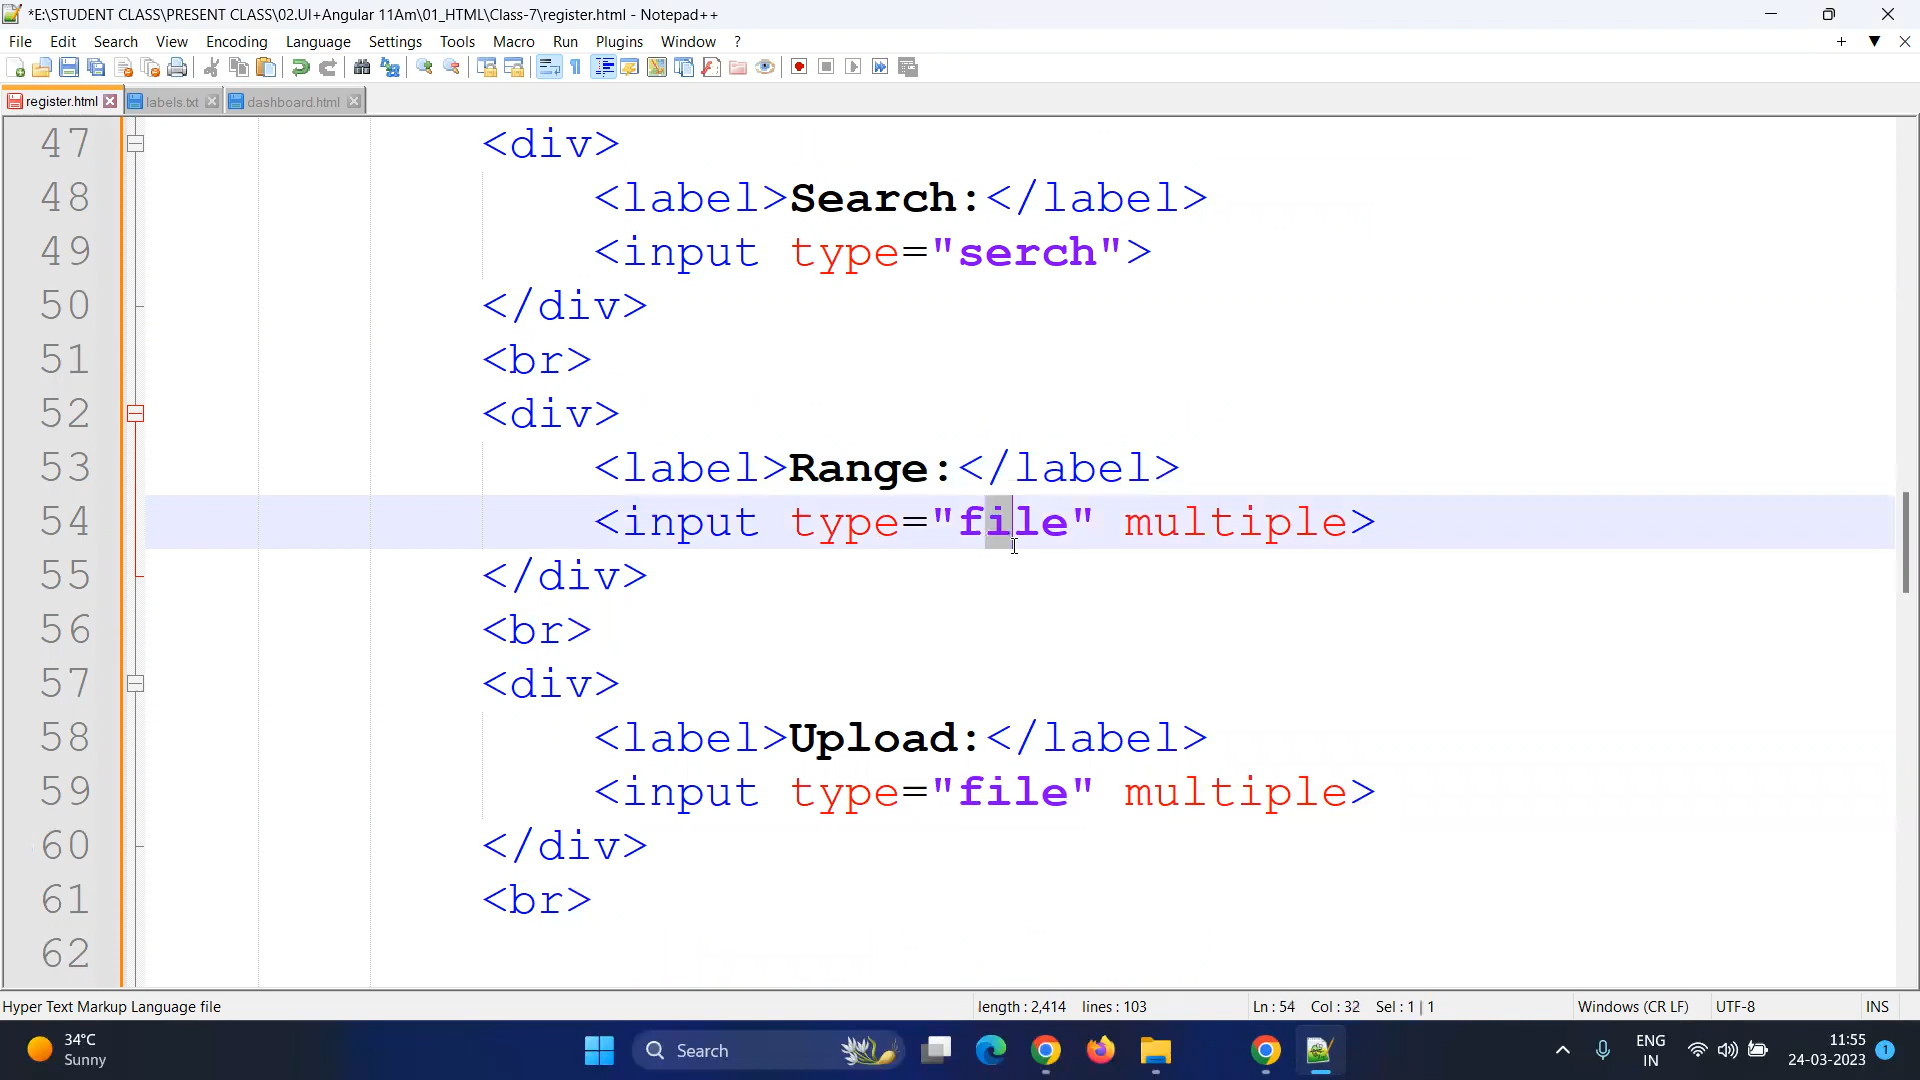 *E:\STUDENT CLASS\PRESENT CLASS\02.UI+Angular 11Am\01_HTML\Class-7\register.html - Notepad++
File Edit Search View Encoding Language Settings Tools Macro Run Plugins Window ?
register.html labels.txt dashboard.html
47 <div>
48 <label>Search:</label>
49 <input type="serch">
50 </div>
51 <br>
52 <div>
53 <label>Range:</label>
54 <input type="file" multiple>
55 </div>
56 <br>
57 <div>
58 <label>Upload:</label>
59 <input type="file" multiple>
60 </div>
61 <br>
62
Hyper Text Markup Language file length : 2,414 lines : 103 Ln : 54 Col : 32 Sel : 1 | 1 Windows (CR LF) UTF-8 INS
34°C
Sunny
Search
ENG
IN
11:55
24-03-2023
1